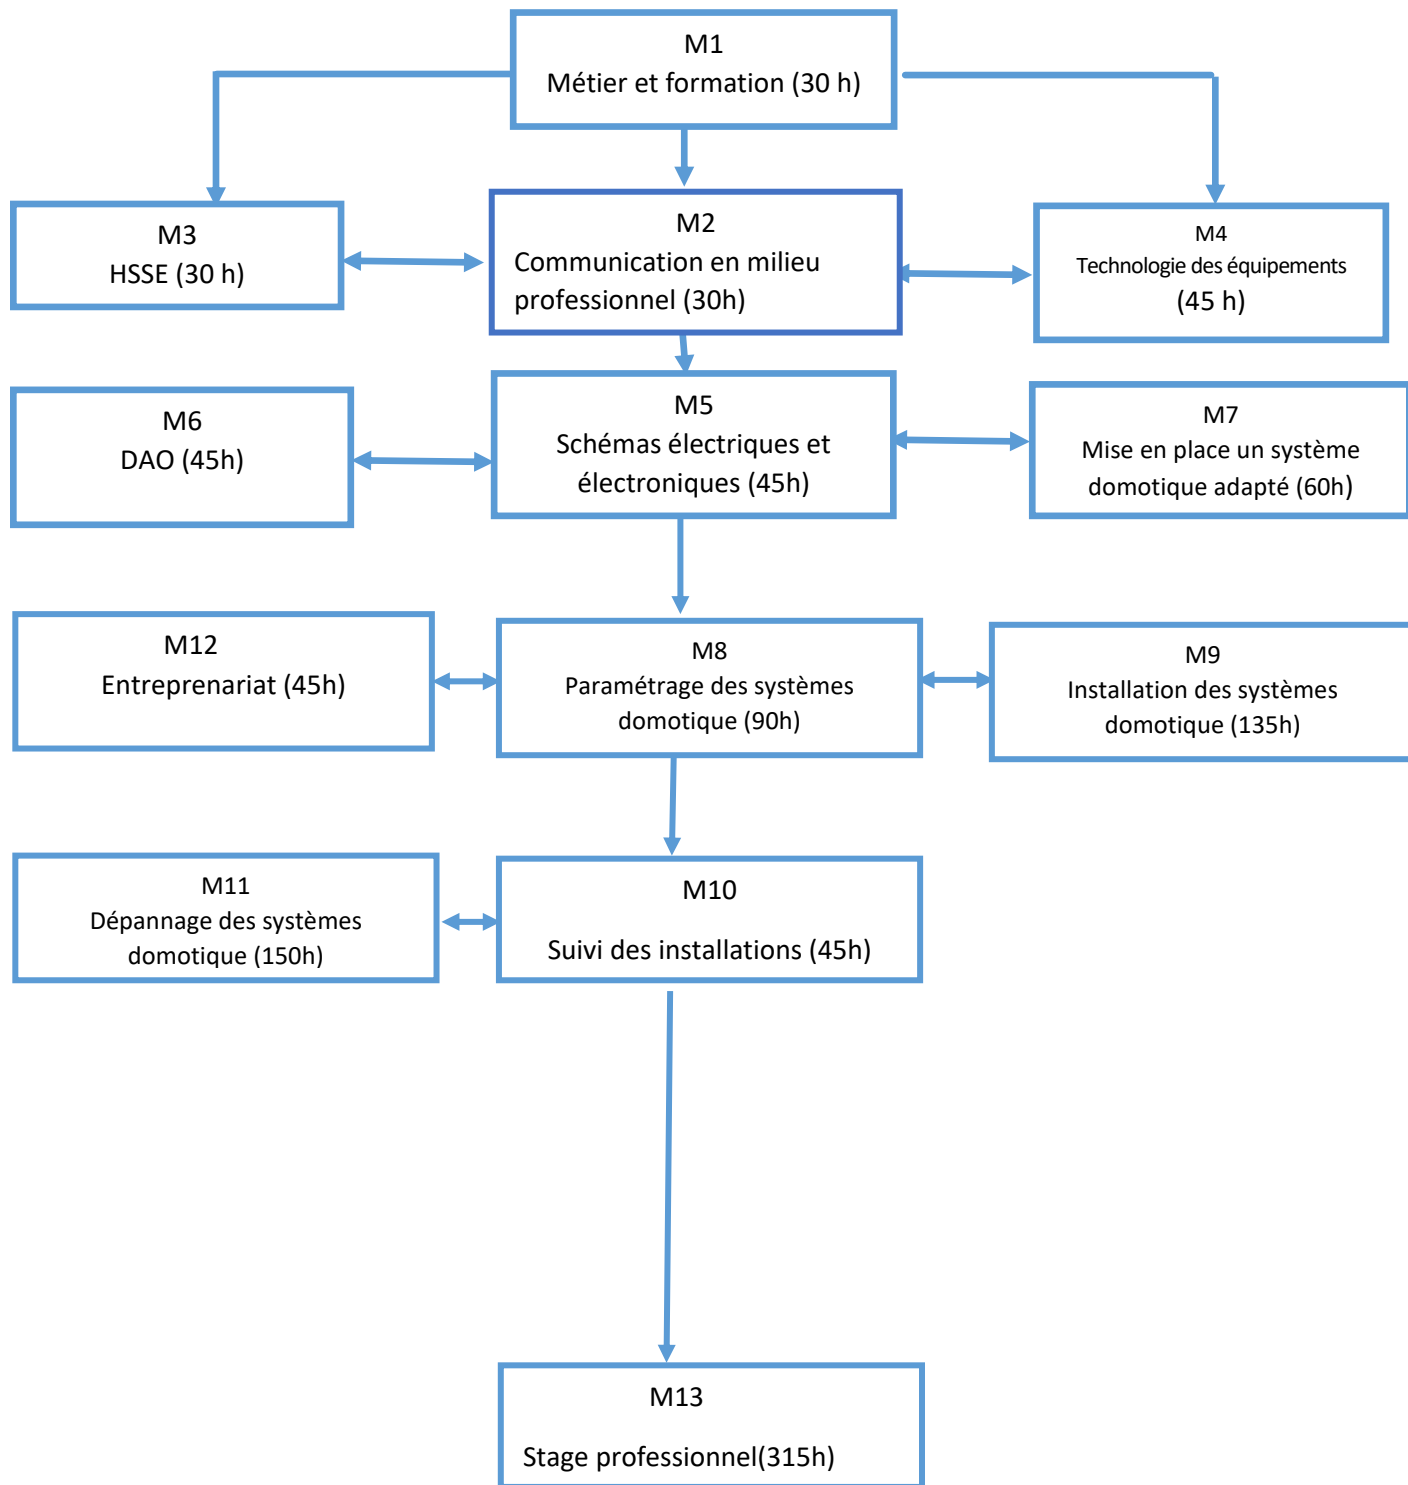 M1
Métier et formation (30 h)
M3
HSSE (30 h)
M2
Communication en milieu
professionnel (30h)
M4
Technologie des équipements
(45 h)
M6
DAO (45h)
M5
Schémas électriques et
électroniques (45h)
M7
Mise en place un système
domotique adapté (60h)
M12
Entreprenariat (45h)
M8
Paramétrage des systèmes
domotique (90h)
M9
Installation des systèmes
domotique (135h)
M11
Dépannage des systèmes
domotique (150h)
M10
Suivi des installations (45h)
M13
Stage professionnel(315h)